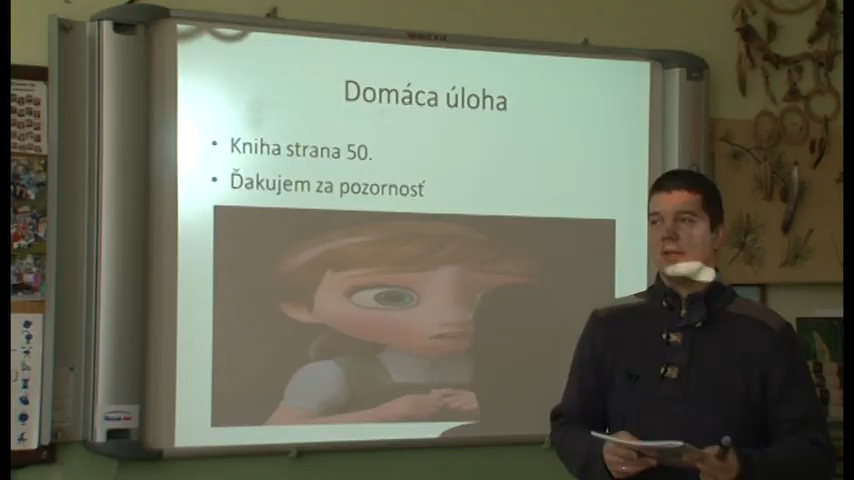 Domáca úloha
• Kniha strana 50.
• Ďakujem za pozornosť